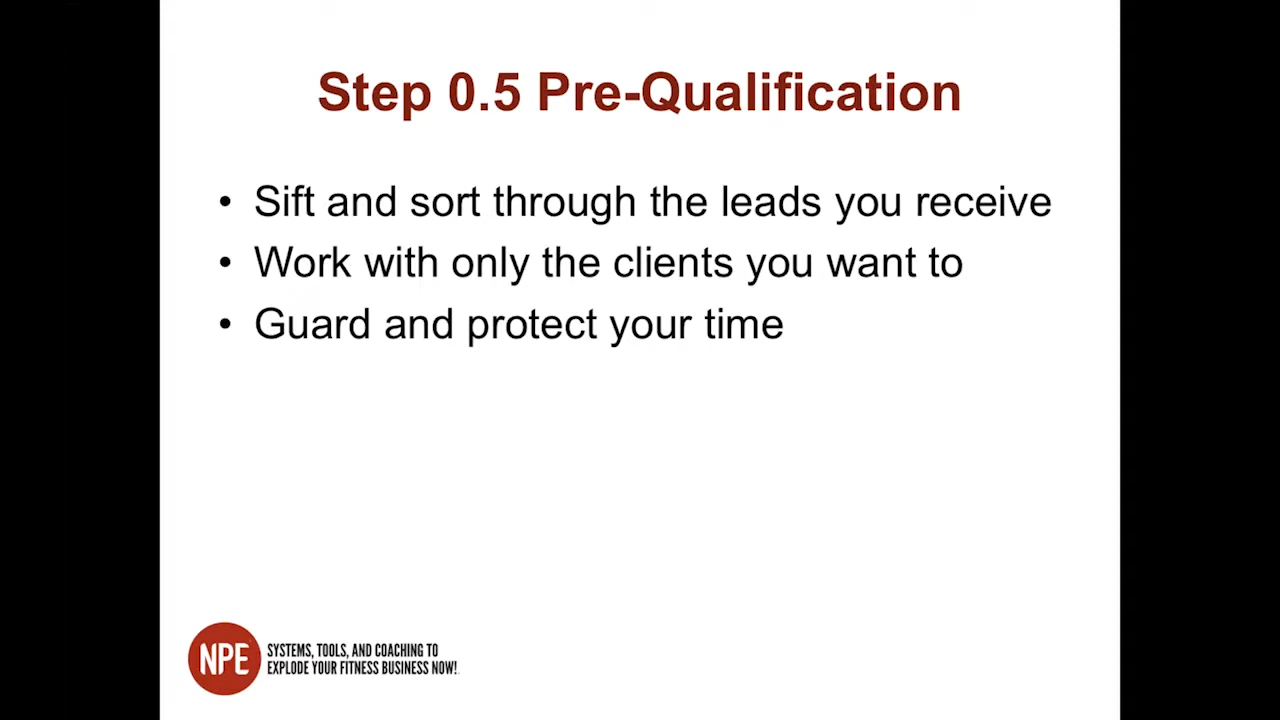 Step 0.5 Pre-Qualification
• Sift and sort through the leads you receive
• Work with only the clients you want to
• Guard and protect your time
NPE
SYSTEMS, TOOLS, AND COACHING TO
EXPLODE YOUR FITNESS BUSINESS NOW!